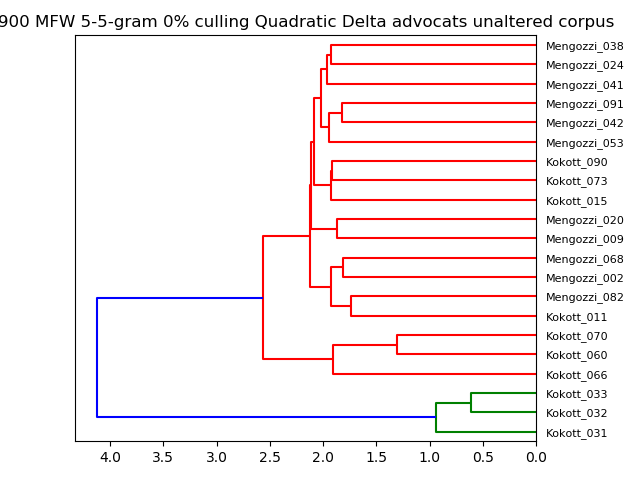 900 MFW 5-5-gram 0% culling Quadratic Delta advocats unaltered corpus
Mengozzi_038
Mengozzi_024
Mengozzi_041
Mengozzi_091
Mengozzi_042
Mengozzi_053
Kokott_090
Kokott_073
Kokott_015
Mengozzi_020
Mengozzi_009
Mengozzi_068
Mengozzi_002
Mengozzi_082
Kokott_011
Kokott_070
Kokott_060
Kokott_066
Kokott_033
Kokott_032
Kokott_031
4.0 3.5 3.0 2.5 2.0 1.5 1.0 0.5 0.0